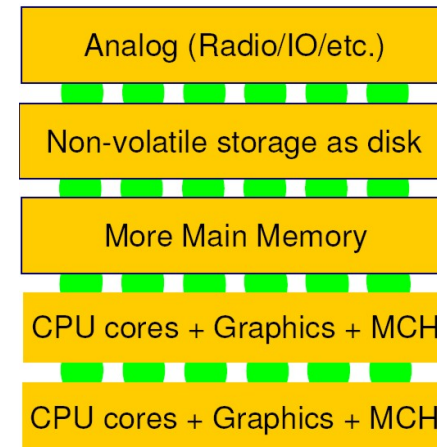 Analog (Radio/IO/etc.)
Non-volatile storage as disk
More Main Memory
CPU cores + Graphics + MCH
CPU cores + Graphics + MCH